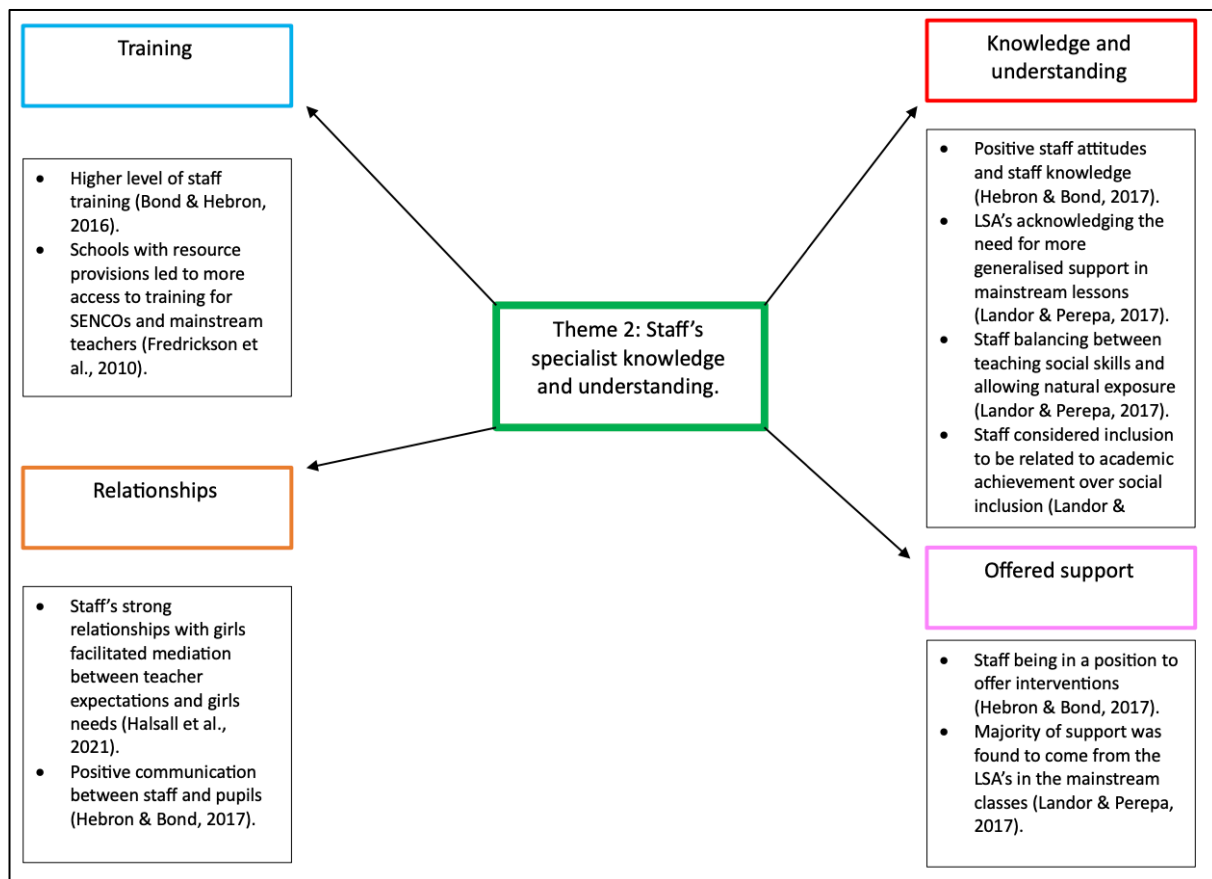 Training
• Higher level of staff
training (Bond & Hebron,
2016).
• Schools with resource
provisions led to more
access to training for
SENCOs and mainstream
teachers (Fredrickson et
al., 2010).
Knowledge and
understanding
• Positive staff attitudes
and staff knowledge
(Hebron & Bond, 2017).
• LSA’s acknowledging the
need for more
generalised support in
mainstream lessons
(Landor & Perepa, 2017).
• Staff balancing between
teaching social skills and
allowing natural exposure
(Landor & Perepa, 2017).
• Staff considered inclusion
to be related to academic
achievement over social
inclusion (Landor &
Theme 2: Staff’s
specialist knowledge
and understanding.
Relationships
• Staff’s strong
relationships with girls
facilitated mediation
between teacher
expectations and girls
needs (Halsall et al.,
2021).
• Positive communication
between staff and pupils
(Hebron & Bond, 2017).
Offered support
• Staff being in a position to
offer interventions
(Hebron & Bond, 2017).
• Majority of support was
found to come from the
LSA’s in the mainstream
classes (Landor & Perepa,
2017).